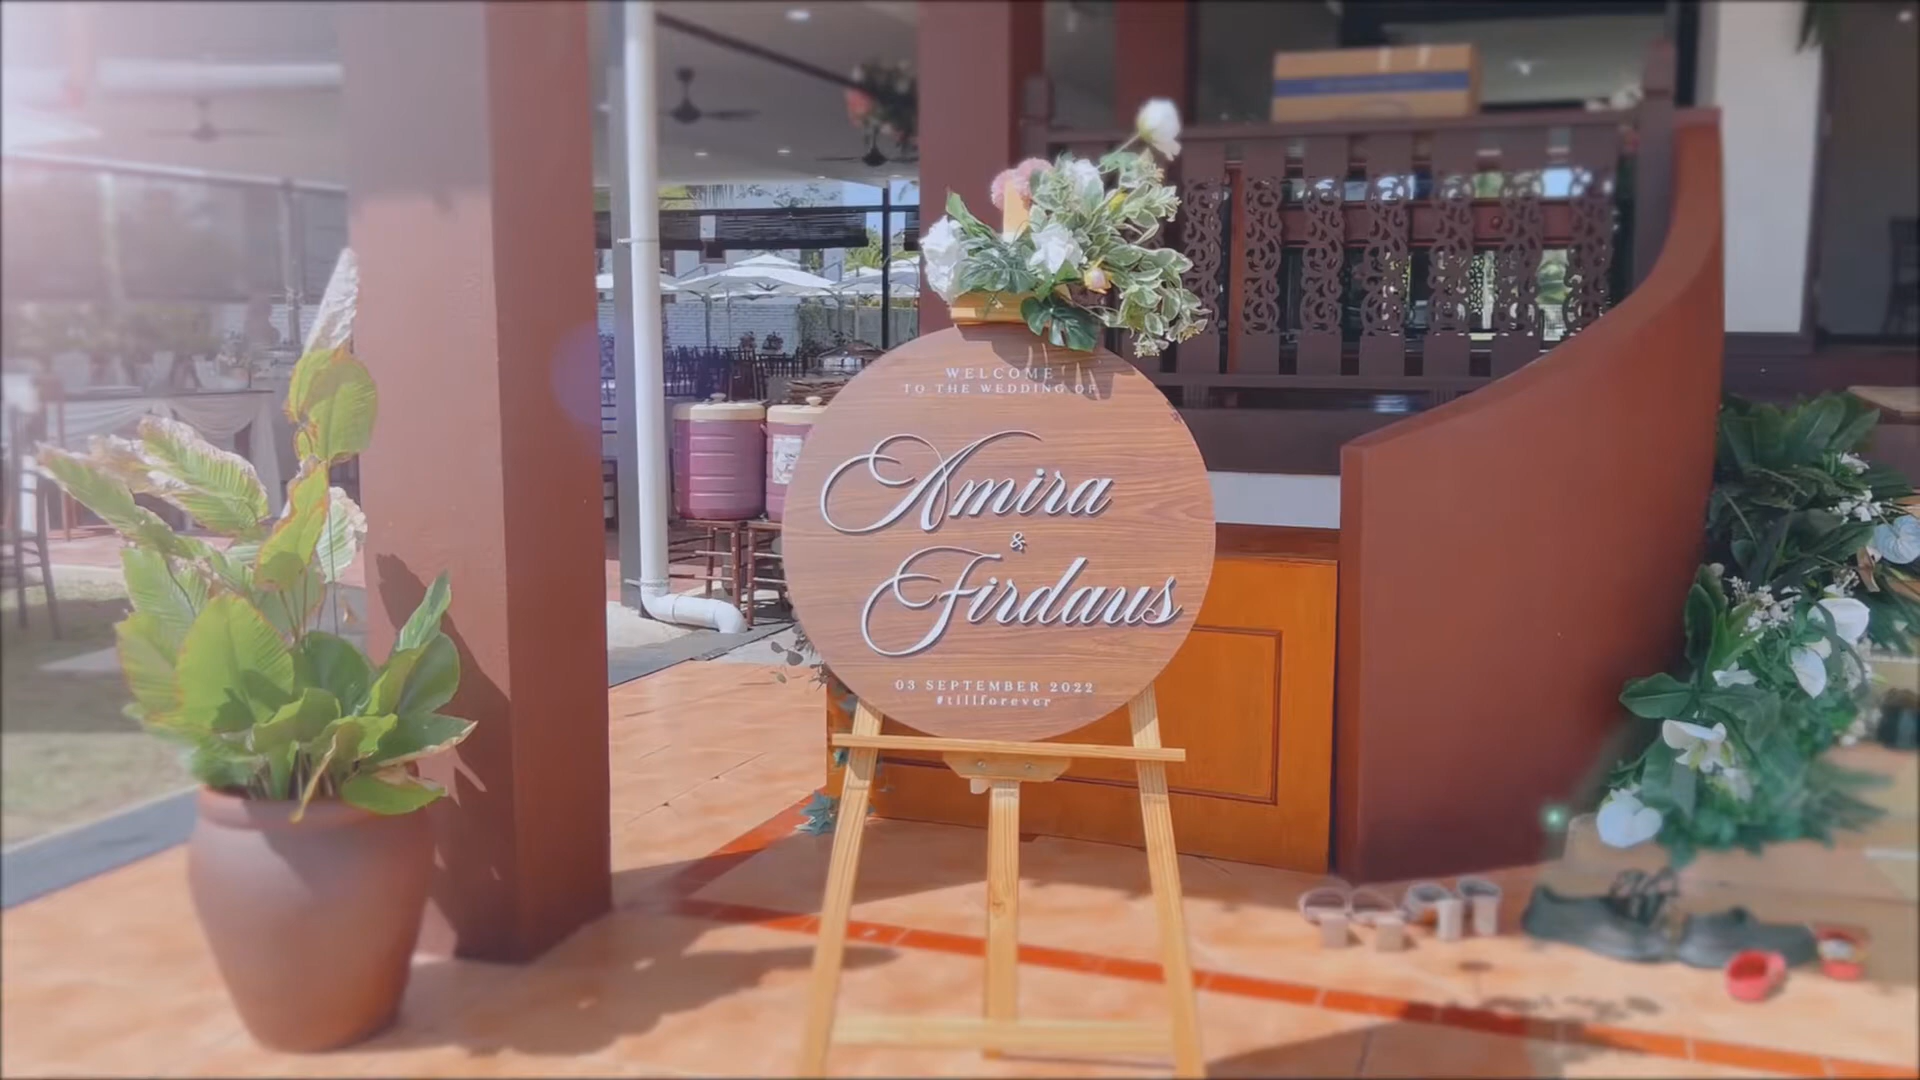 WELCOME
TO THE WEDDING OF
Amira
&
Firdaus
03 SEPTEMBER 2022
#tillforever